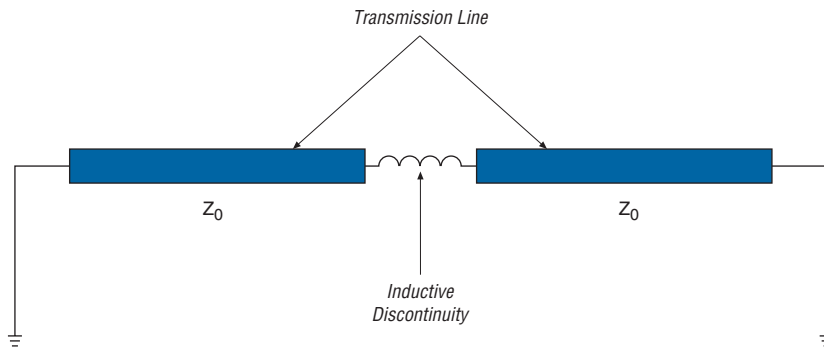 Transmission Line
Z0
Z0
Inductive
Discontinuity